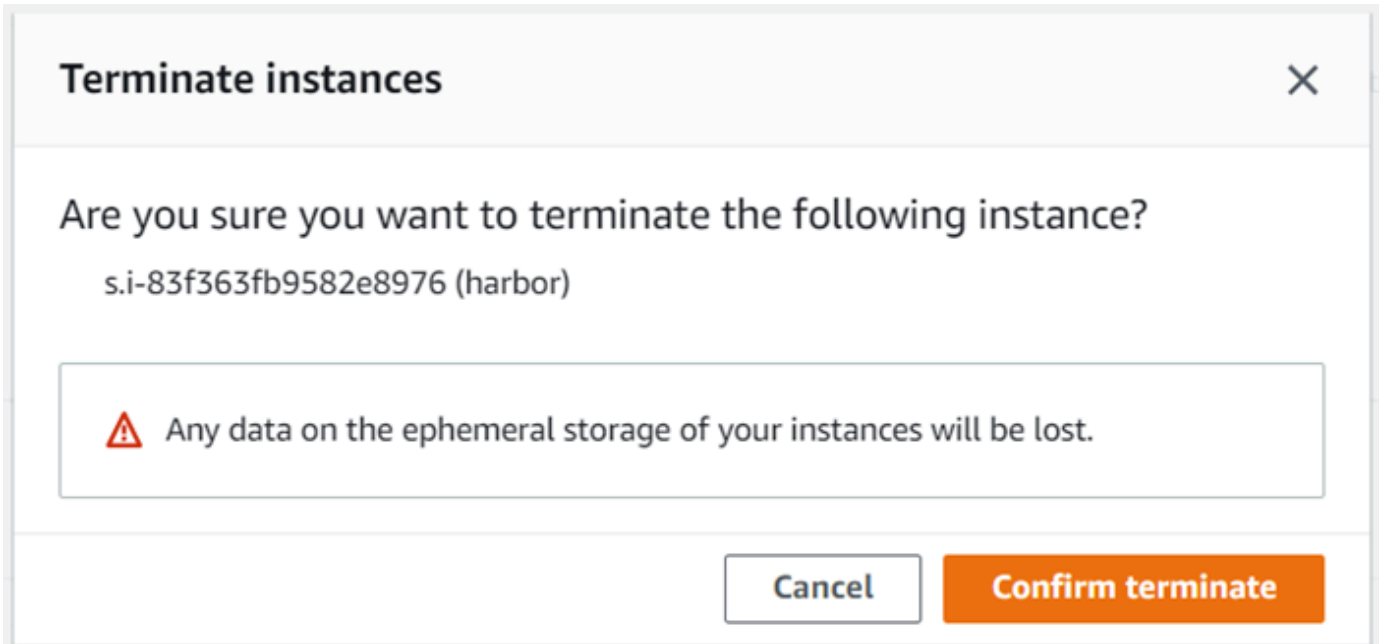 Terminate instances
Are you sure you want to terminate the following instance?
s.i-83f363fb9582e8976 (harbor)
Any data on the ephemeral storage of your instances will be lost.
Cancel
Confirm terminate